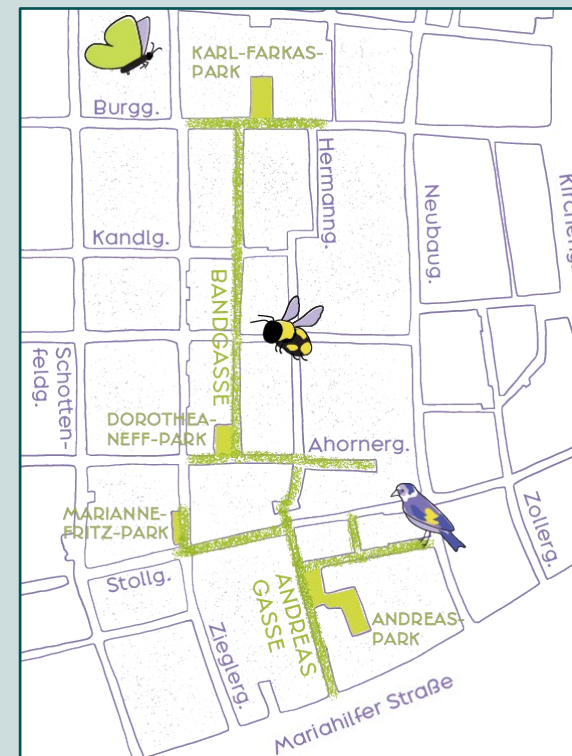 KARL-FARKAS-
PARK
Burgg.
Hermanng.
Kircheng.
Neubaug.
Kandlg.
BANDGASSE
Schotten-
feldg.
DOROTHEA-
NEFF-PARK
Ahornerg.
MARIANNE-
FRITZ-PARK
Zollerg.
Stollg.
ANDREAS
GASSE
ANDREAS-
PARK
Zieglerg.
Mariahilfer Straße